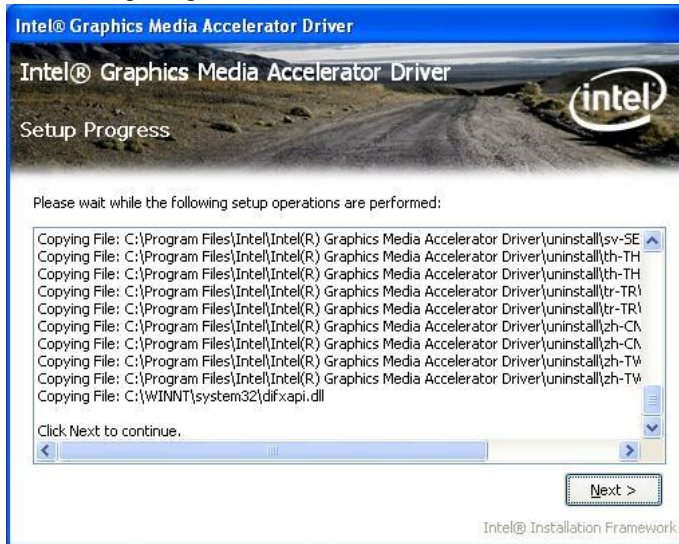 Intel® Graphics Media Accelerator Driver
Intel® Graphics Media Accelerator Driver
intel
Setup Progress
Please wait while the following setup operations are performed:
Copying File: C:\Program Files\Intel\Intel(R) Graphics Media Accelerator Driver\uninstall\sv-SE
Copying File: C:\Program Files\Intel\Intel(R) Graphics Media Accelerator Driver\uninstall\th-TH
Copying File: C:\Program Files\Intel\Intel(R) Graphics Media Accelerator Driver\uninstall\th-TH
Copying File: C:\Program Files\Intel\Intel(R) Graphics Media Accelerator Driver\uninstall\tr-TR\
Copying File: C:\Program Files\Intel\Intel(R) Graphics Media Accelerator Driver\uninstall\tr-TR\
Copying File: C:\Program Files\Intel\Intel(R) Graphics Media Accelerator Driver\uninstall\zh-CN
Copying File: C:\Program Files\Intel\Intel(R) Graphics Media Accelerator Driver\uninstall\zh-CN
Copying File: C:\Program Files\Intel\Intel(R) Graphics Media Accelerator Driver\uninstall\zh-TW
Copying File: C:\Program Files\Intel\Intel(R) Graphics Media Accelerator Driver\uninstall\zh-TW
Copying File: C:\WINNT\system32\difxapi.dll
Click Next to continue.
Next >
Intel® Installation Framework